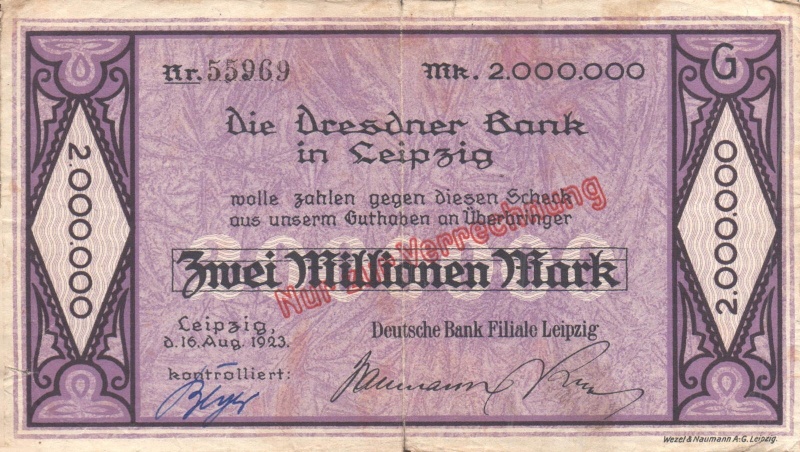 Nr. 55969
Mk. 2.000.000
G
Die Dresdner Bank
in Leipzig
wolle zahlen gegen diesen Scheck
aus unserm Guthaben an Überbringer
Nur zur Verrechnung
Zwei Millionen Mark
2.000.000
2.000.000
Leipzig,
d. 16. Aug. 1923.
Deutsche Bank Filiale Leipzig
kontrolliert:
Beyer
Naumann
Wezel & Naumann A:G. Leipzig.